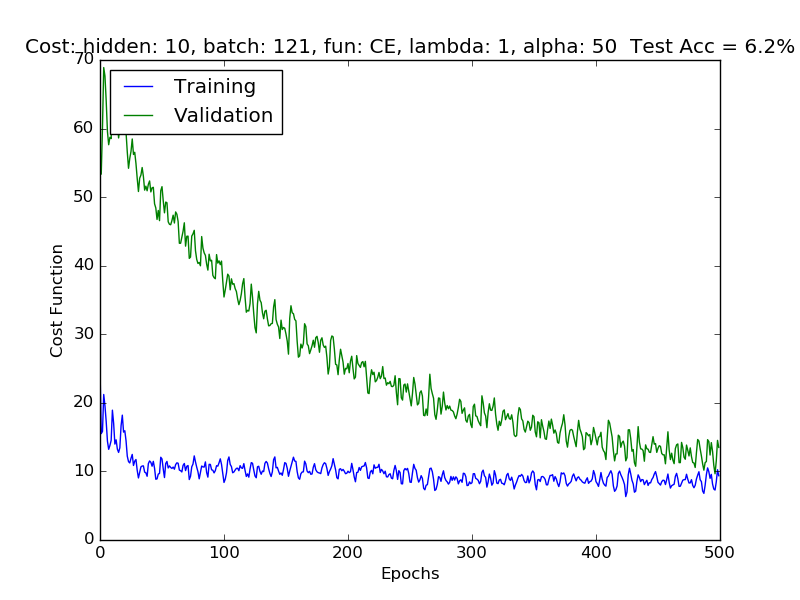 Cost: hidden: 10, batch: 121, fun: CE, lambda: 1, alpha: 50  Test Acc = 6.2%
70
60
50
40
30
20
10
0
Training
Validation
Cost Function
0 100 200 300 400 500
Epochs